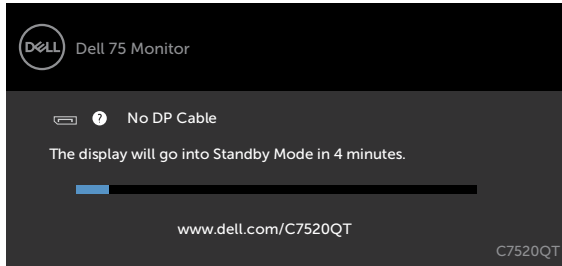 DELL
Dell 75 Monitor
? No DP Cable
The display will go into Standby Mode in 4 minutes.
www.dell.com/C7520QT
C7520QT